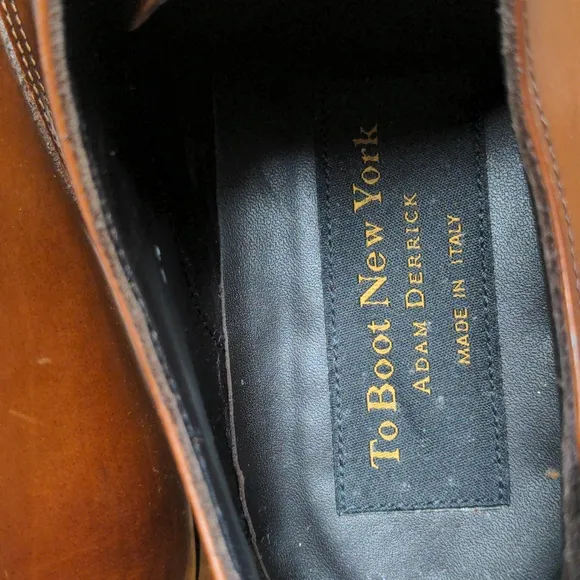 To Boot New York
ADAM DERRICK
MADE IN ITALY